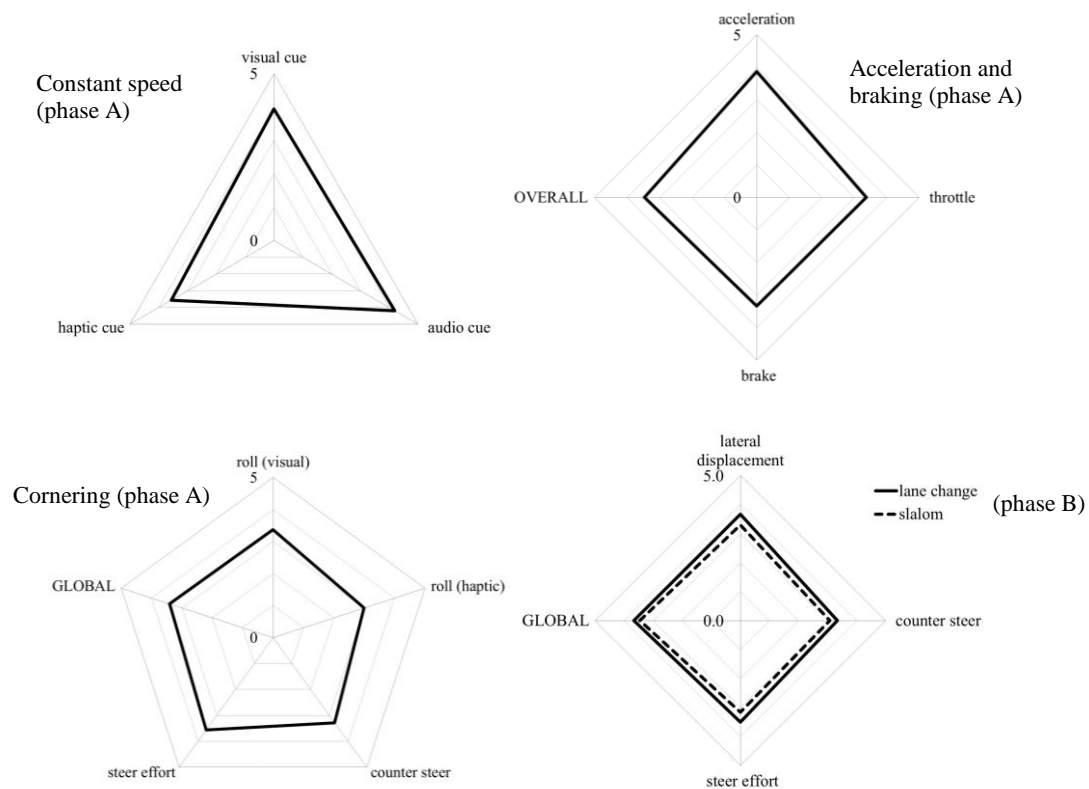 Constant speed
(phase A)
visual cue
5
0
haptic cue
audio cue
Acceleration and
braking (phase A)
acceleration
5
OVERALL
0
throttle
brake
Cornering (phase A)
roll (visual)
5
GLOBAL
roll (haptic)
0
steer effort
counter steer
lateral
displacement
5.0
lane change
slalom
(phase B)
GLOBAL
0.0
counter steer
steer effort